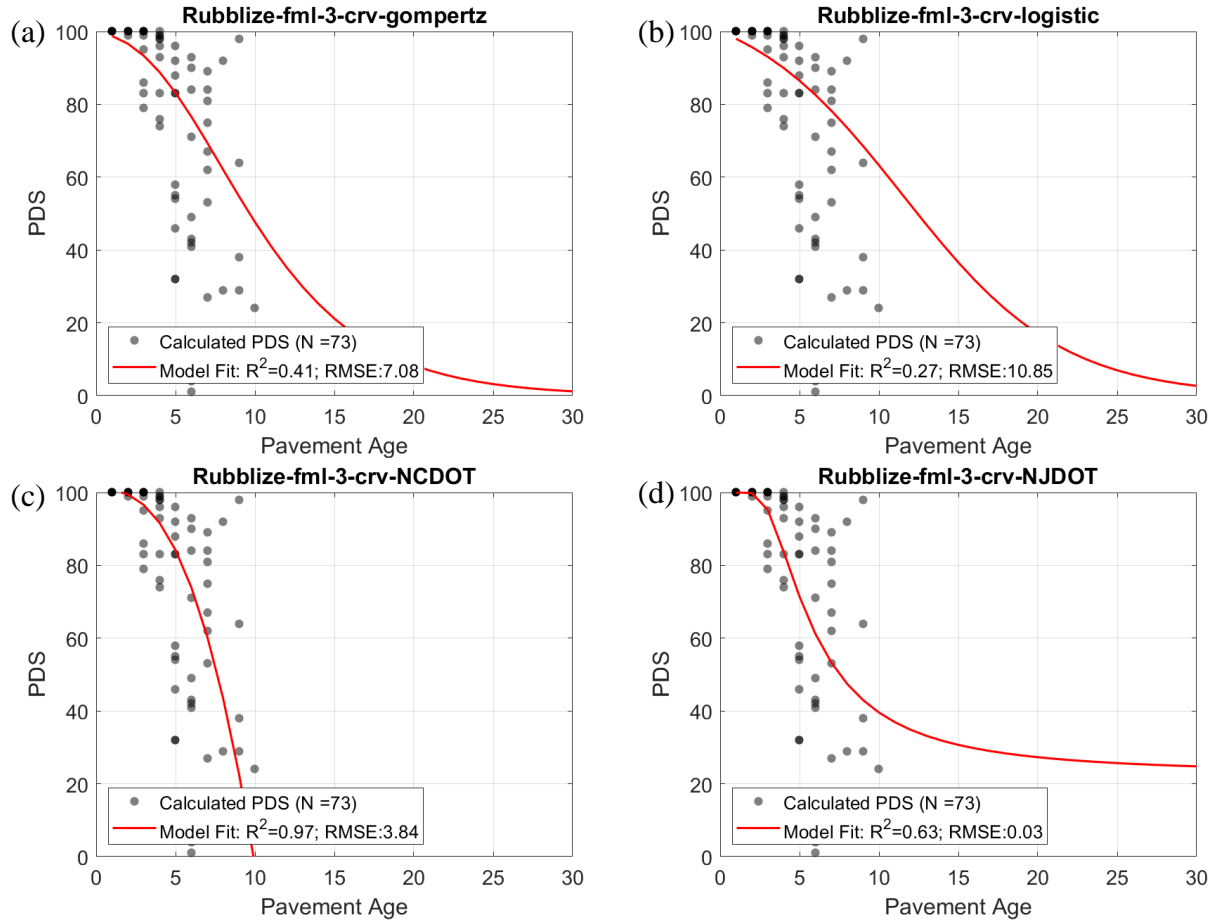 (a)
Rubblize-fml-3-crv-gompertz
100
80
60
40
20
0
PDS
Calculated PDS (N =73)
Model Fit: R²=0.41; RMSE:7.08
0 5 10 15 20 25 30
Pavement Age
(b)
Rubblize-fml-3-crv-logistic
100
80
60
40
20
0
PDS
Calculated PDS (N =73)
Model Fit: R²=0.27; RMSE:10.85
0 5 10 15 20 25 30
Pavement Age
(c)
Rubblize-fml-3-crv-NCDOT
100
80
60
40
20
0
PDS
Calculated PDS (N =73)
Model Fit: R²=0.97; RMSE:3.84
0 5 10 15 20 25 30
Pavement Age
(d)
Rubblize-fml-3-crv-NJDOT
100
80
60
40
20
0
PDS
Calculated PDS (N =73)
Model Fit: R²=0.63; RMSE:0.03
0 5 10 15 20 25 30
Pavement Age